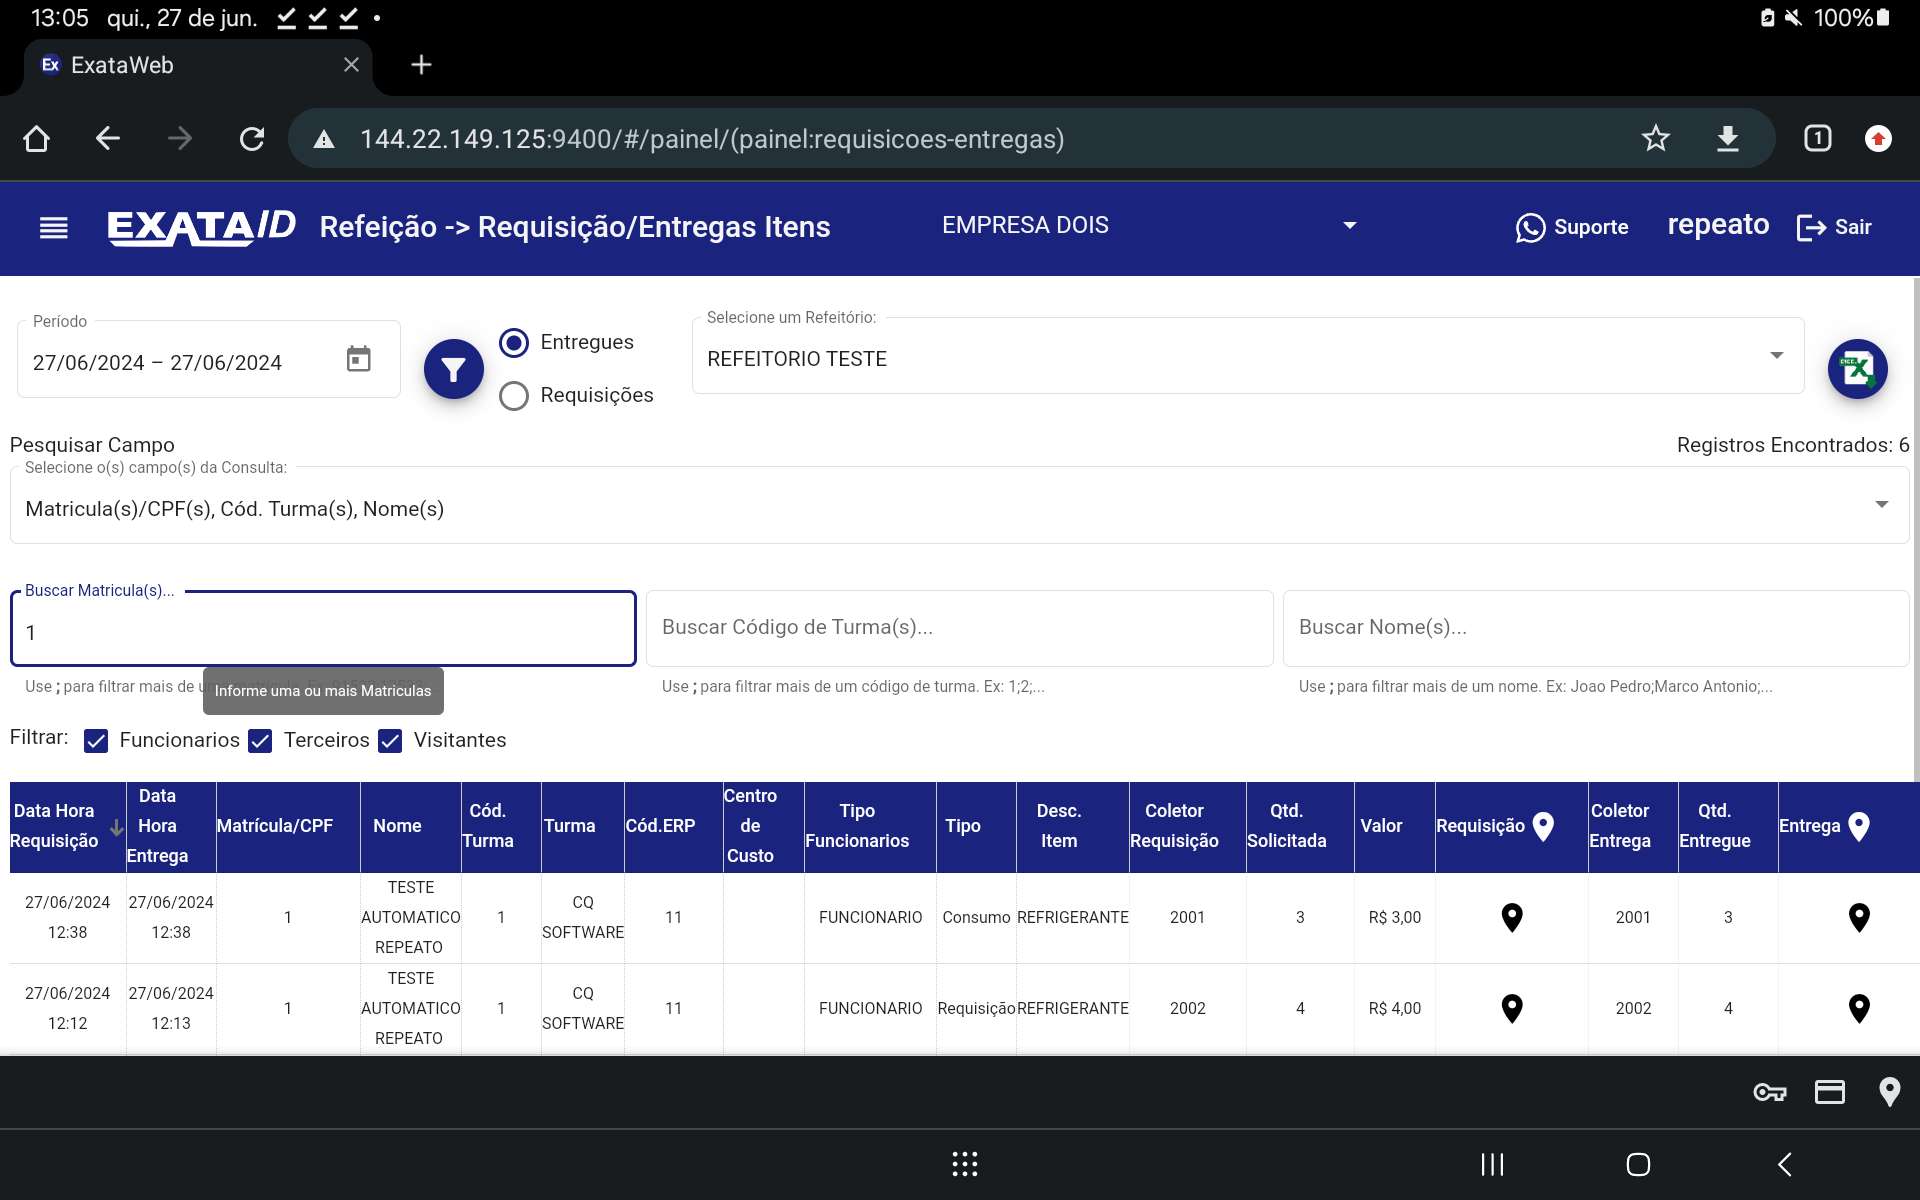 13:05 qui., 27 de jun.
100%
Ex ExataWeb
144.22.149.125:9400/#/painel/(painel:requisicoes-entregas)
1
EXATA/ID Refeição -> Requisição/Entregas Itens
EMPRESA DOIS
Suporte
repeato
Sair
Período
27/06/2024 – 27/06/2024
Entregues
Requisições
Selecione um Refeitório:
REFEITORIO TESTE
Pesquisar Campo
Registros Encontrados: 6
Selecione o(s) campo(s) da Consulta:
Matricula(s)/CPF(s), Cód. Turma(s), Nome(s)
Buscar Matricula(s)...
1
Buscar Código de Turma(s)...
Buscar Nome(s)...
Use ; para filtrar mais de
Informe uma ou mais Matriculas
Use ; para filtrar mais de um código de turma. Ex: 1;2;...
Use ; para filtrar mais de um nome. Ex: Joao Pedro;Marco Antonio;...
Filtrar: Funcionarios Terceiros Visitantes
Data Hora Requisição
Data Hora Entrega
Matrícula/CPF
Nome
Cód. Turma
Turma
Cód.ERP
Centro de Custo
Tipo Funcionarios
Tipo
Desc. Item
Coletor Requisição
Qtd. Solicitada
Valor
Requisição
Coletor Entrega
Qtd. Entregue
Entrega
27/06/2024 12:38
27/06/2024 12:38
1
TESTE AUTOMATICO REPEATO
1
CQ SOFTWARE
11
FUNCIONARIO
Consumo
REFRIGERANTE
2001
3
R$ 3,00
2001
3
27/06/2024 12:12
27/06/2024 12:13
1
TESTE AUTOMATICO REPEATO
1
CQ SOFTWARE
11
FUNCIONARIO
Requisição
REFRIGERANTE
2002
4
R$ 4,00
2002
4